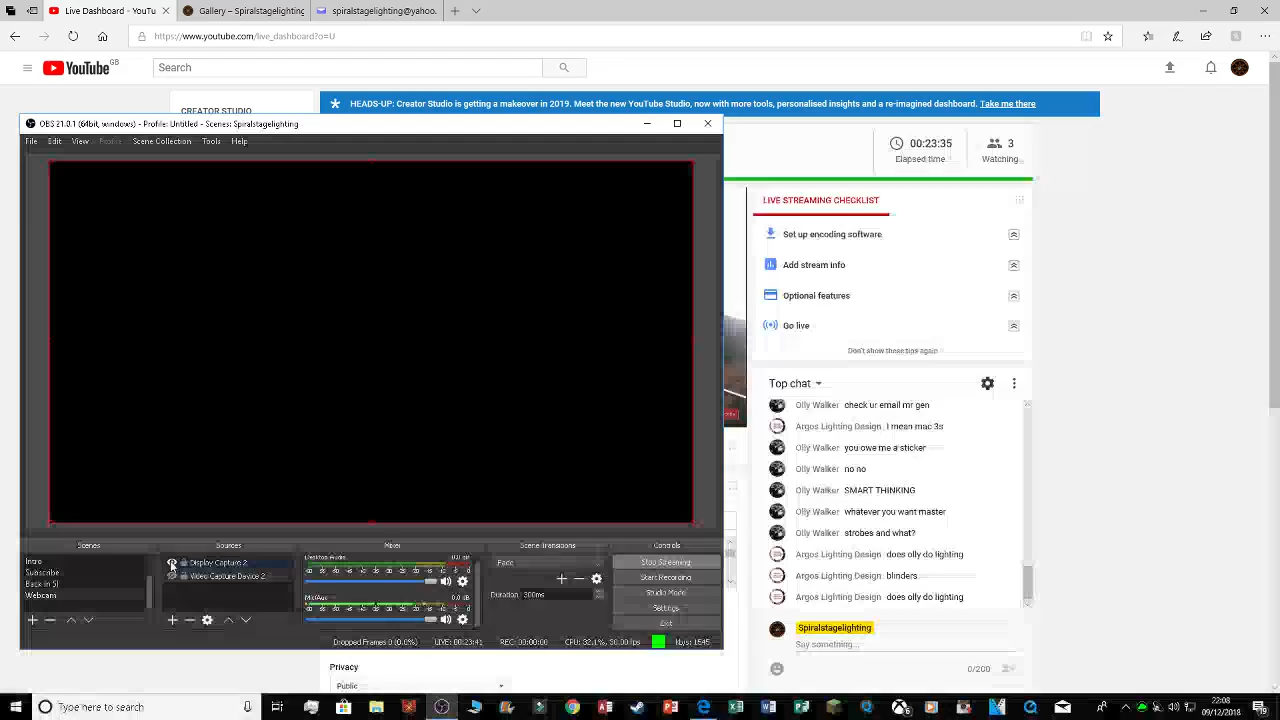 Live Dashboard - YouTu
Gallery – Spiralstagelighting
spiralstagelighting@yahoo.
https://www.youtube.com/live_dashboard?o=U
YouTube GB
Search
CREATOR STUDIO
HEADS-UP: Creator Studio is getting a makeover in 2019. Meet the new YouTube Studio, now with more tools, personalised insights and a re-imagined dashboard. Take me there
OBS 21.0.1 (64bit, windows) - Profile: Untitled - Scenes: Spiralstagelighting
File Edit View Profile Scene Collection Tools Help
00:23:35
Elapsed time
3
Watching
LIVE STREAMING CHECKLIST
Set up encoding software
Add stream info
Optional features
Go live
Don't show these tips again
Top chat
Olly Walker check ur email mr gen
Argos Lighting Design I mean mac 3s
Olly Walker you owe me a sticker
Olly Walker no no
Olly Walker SMART THINKING
Olly Walker whatever you want master
Olly Walker strobes and what?
Argos Lighting Design does olly do lighting
Argos Lighting Design blinders
Argos Lighting Design does olly do lighting
Spiralstagelighting
Say something...
0/200
Scenes
Intro
Subscribe
Back in 5)
Webcam
Sources
Display Capture 2
Video Capture Device 2
Mixer
Desktop Audio 0.0 dB
Mic/Aux 0.0 dB
Scene Transitions
Fade
Duration 300ms
Controls
Stop Streaming
Start Recording
Studio Mode
Settings
Exit
Dropped Frames 0 (0.0%) LIVE: 00:23:41 REC: 00:00:00 CPU: 32.1%, 30.00 fps
Privacy
Public
Type here to search
22:08
09/12/2018